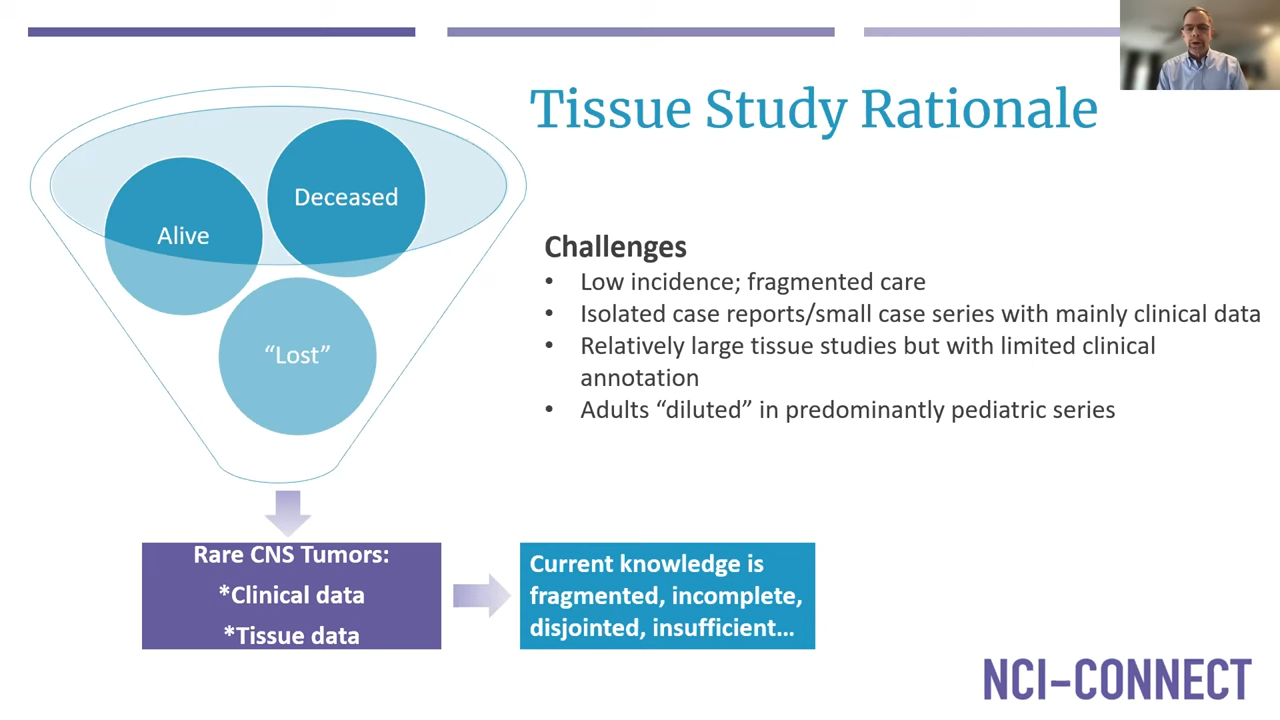 Tissue Study Rationale
Deceased
Alive
“Lost”
Challenges
• Low incidence; fragmented care
• Isolated case reports/small case series with mainly clinical data
• Relatively large tissue studies but with limited clinical
annotation
• Adults “diluted” in predominantly pediatric series
Rare CNS Tumors:
*Clinical data
*Tissue data
Current knowledge is
fragmented, incomplete,
disjointed, insufficient…
NCI-CONNECT